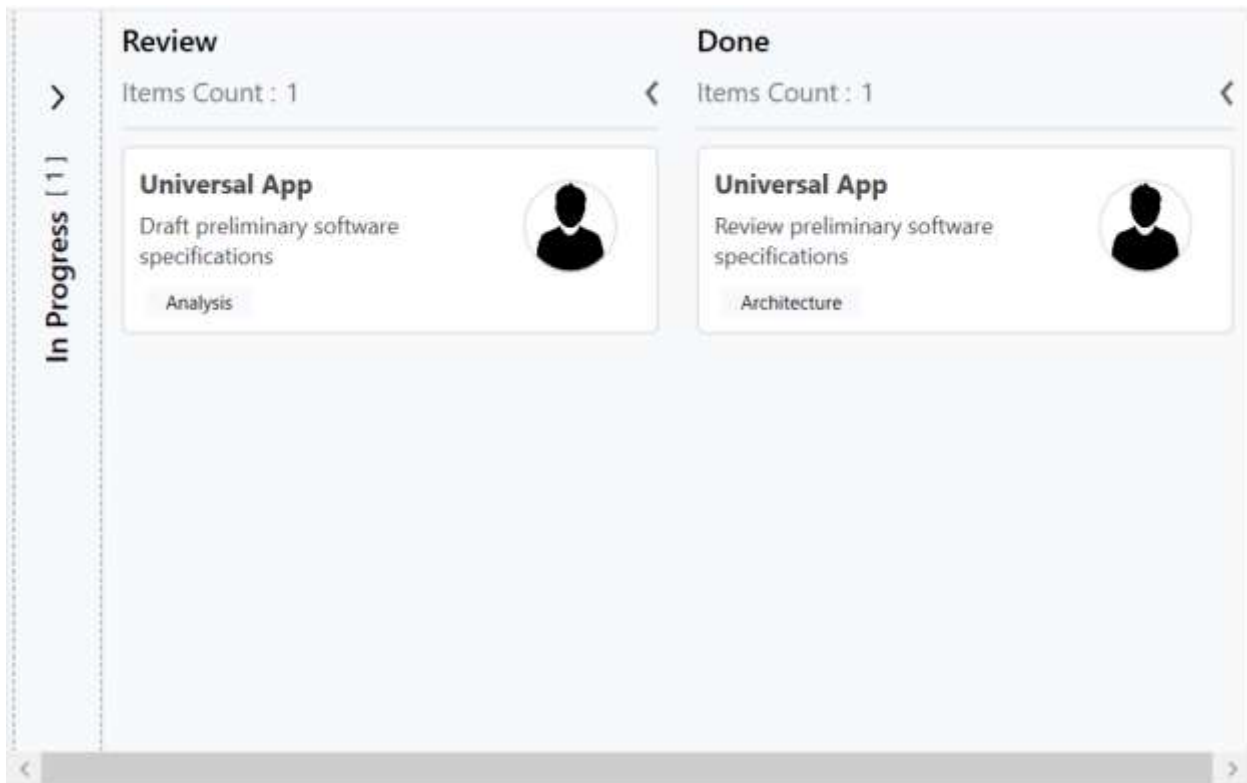 In Progress [ 1 ]
Review
Items Count : 1
Universal App
Draft preliminary software
specifications
Analysis
Done
Items Count : 1
Universal App
Review preliminary software
specifications
Architecture